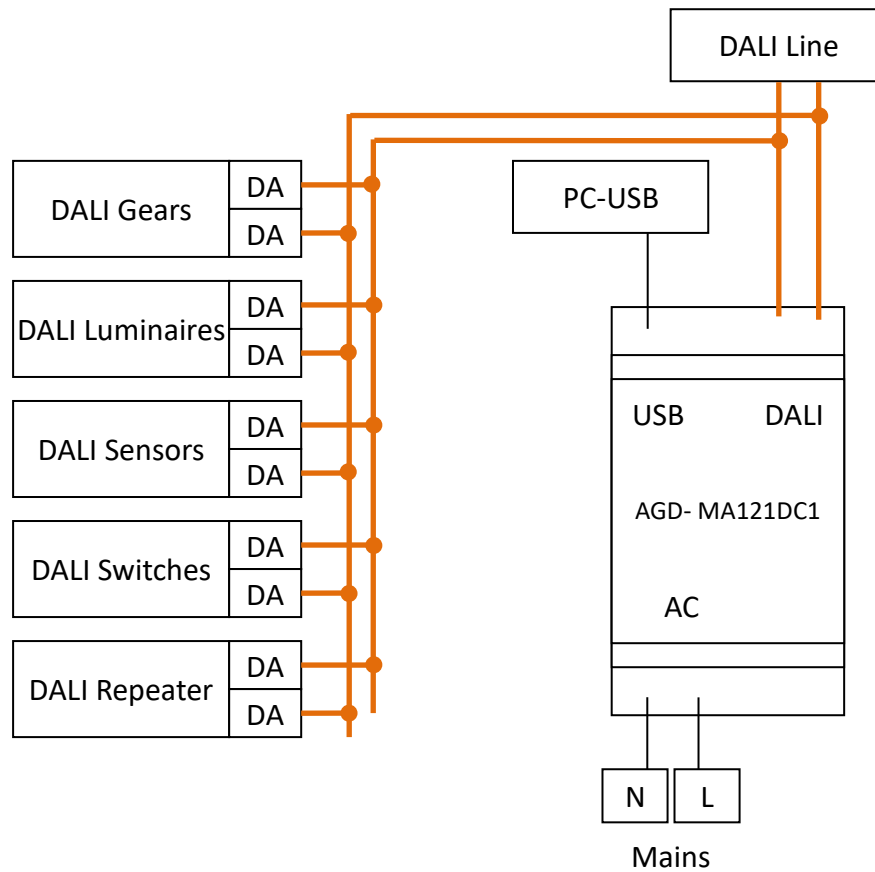 DALI Line
DALI Gears
DA
DA
PC-USB
DALI Luminaires
DA
DA
DALI Sensors
DA
DA
USB DALI
AGD- MA121DC1
DALI Switches
DA
DA
AC
DALI Repeater
DA
DA
N L
Mains